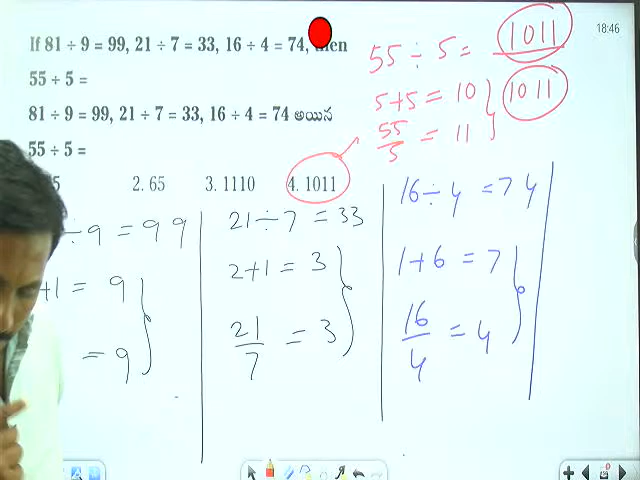 18:46
If 81 ÷ 9 = 99, 21 ÷ 7 = 33, 16 ÷ 4 = 74, then
55 ÷ 5 =
81 ÷ 9 = 99, 21 ÷ 7 = 33, 16 ÷ 4 = 74 అయిన
55 ÷ 5 =
5 2. 65 3. 1110 4. 1011
55 ÷ 5 = 1011
5+5 = 10
55/5 = 11
1011
÷ 9 = 99
+1 = 9
= 9
21 ÷ 7 = 33
2+1 = 3
21/7 = 3
16 ÷ 4 = 74
1+6 = 7
16/4 = 4